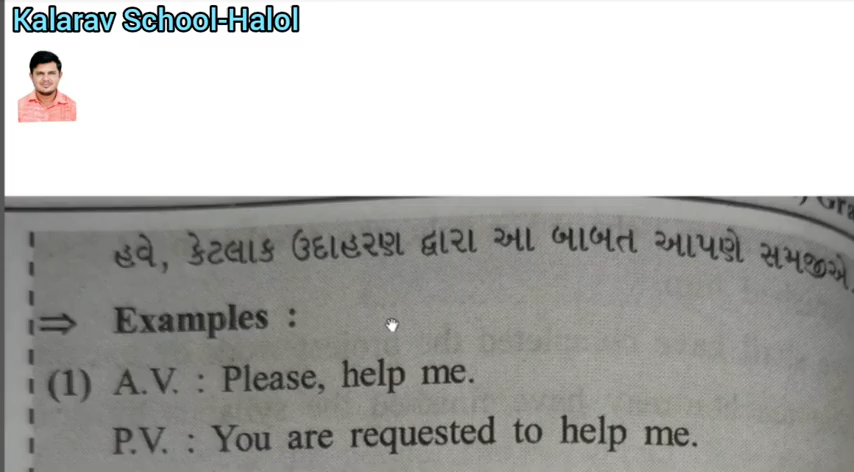 Kalarav School-Halol
હવે, કેટલાક ઉદાહરણ દ્વારા આ બાબત આપણે સમજીએ.
⇒ Examples :
(1) A.V. : Please, help me.
P.V. : You are requested to help me.